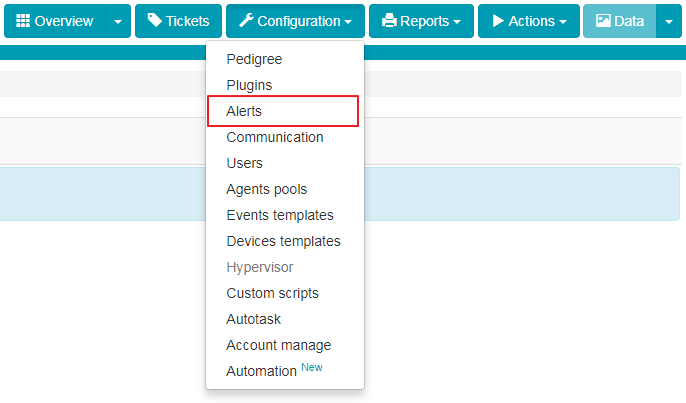 Overview Tickets Configuration Reports Actions Data
Pedigree
Plugins
Alerts
Communication
Users
Agents pools
Events templates
Devices templates
Hypervisor
Custom scripts
Autotask
Account manage
Automation New